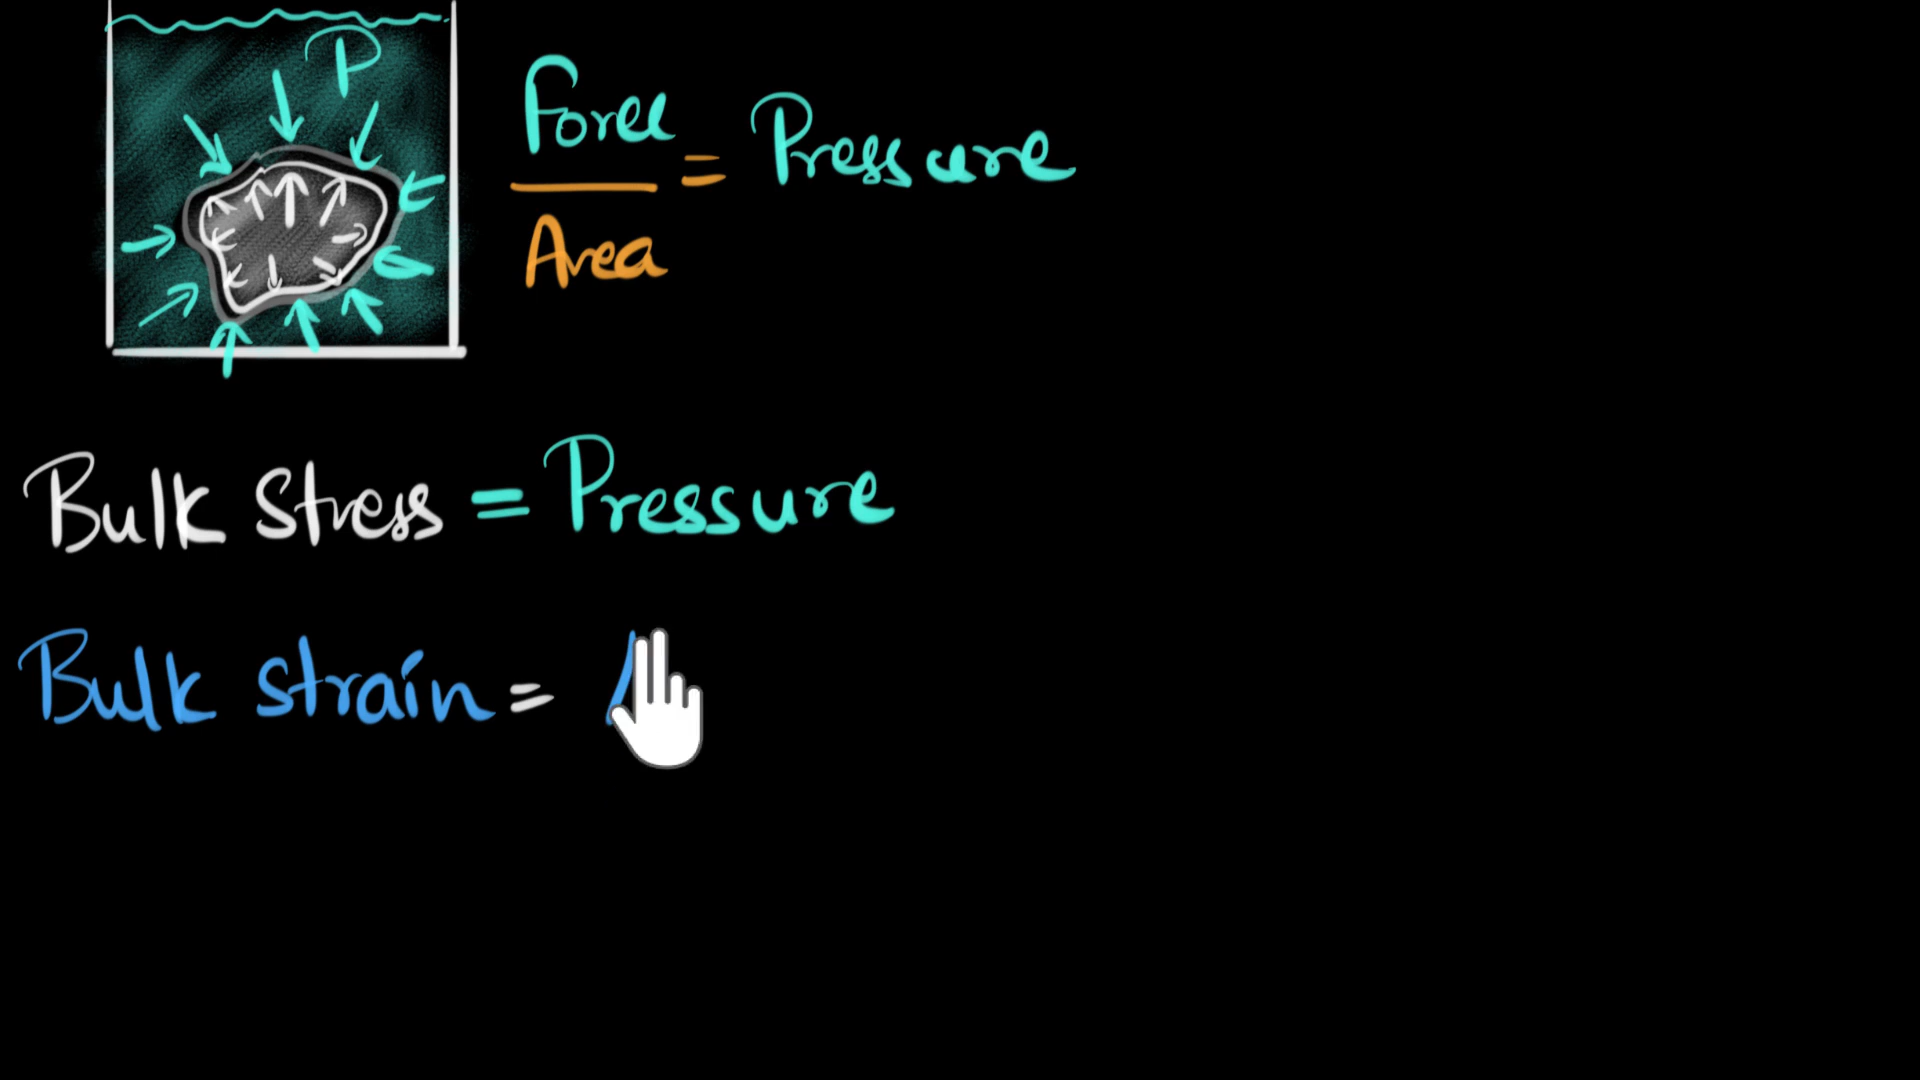 P
Force
Area
= Pressure
Bulk Stress = Pressure
Bulk strain =